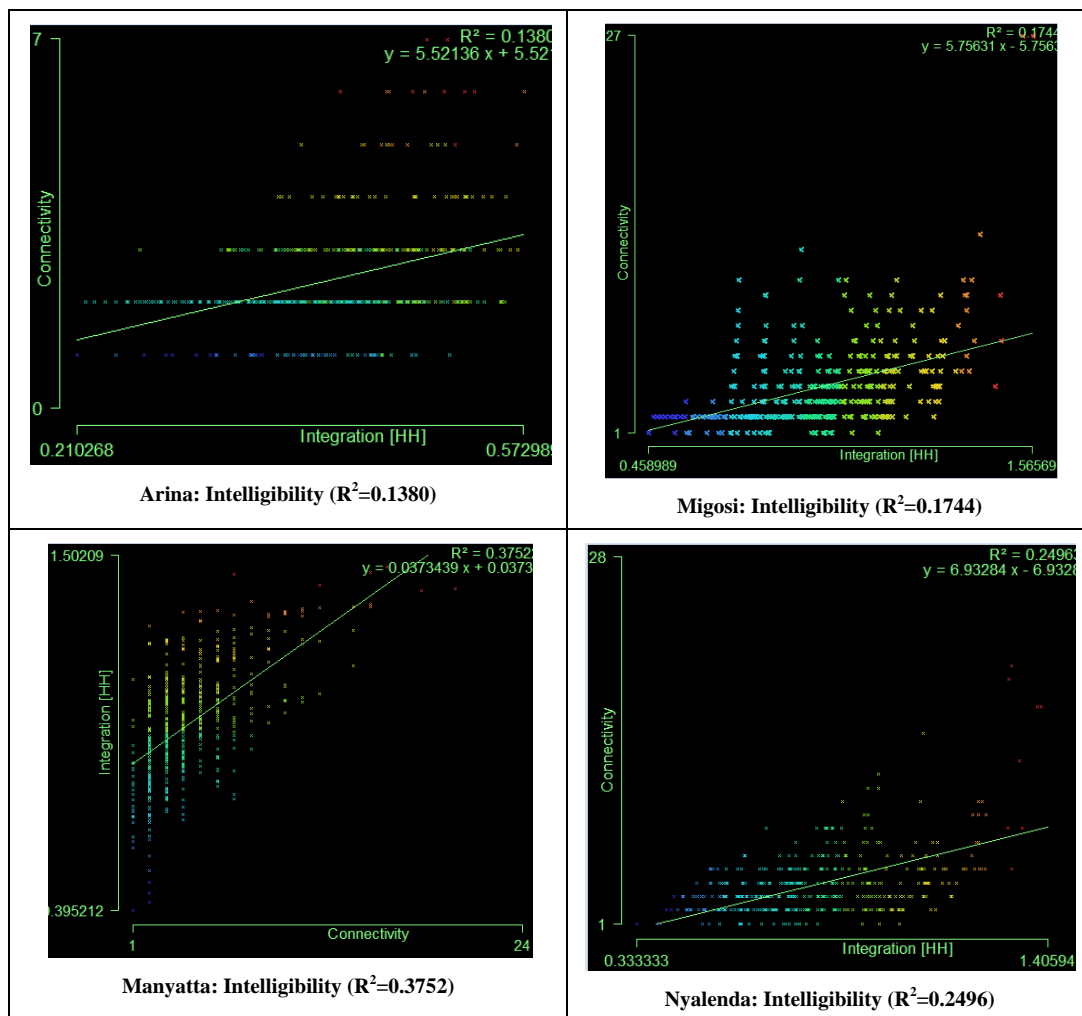 7
R² = 0.1380
y = 5.52136 x + 5.521
Connectivity
0
Integration [HH]
0.210268
0.572989
Arina: Intelligibility (R²=0.1380)
27
R² = 0.1744
y = 5.75631 x - 5.7563
Connectivity
1
Integration [HH]
0.458989
1.56569
Migosi: Intelligibility (R²=0.1744)
1.50209
R² = 0.37522
y = 0.0373439 x + 0.0373
Integration [HH]
0.395212
Connectivity
1
24
Manyatta: Intelligibility (R²=0.3752)
28
R² = 0.24963
y = 6.93284 x - 6.9328
Connectivity
1
Integration [HH]
0.333333
1.40594
Nyalenda: Intelligibility (R²=0.2496)